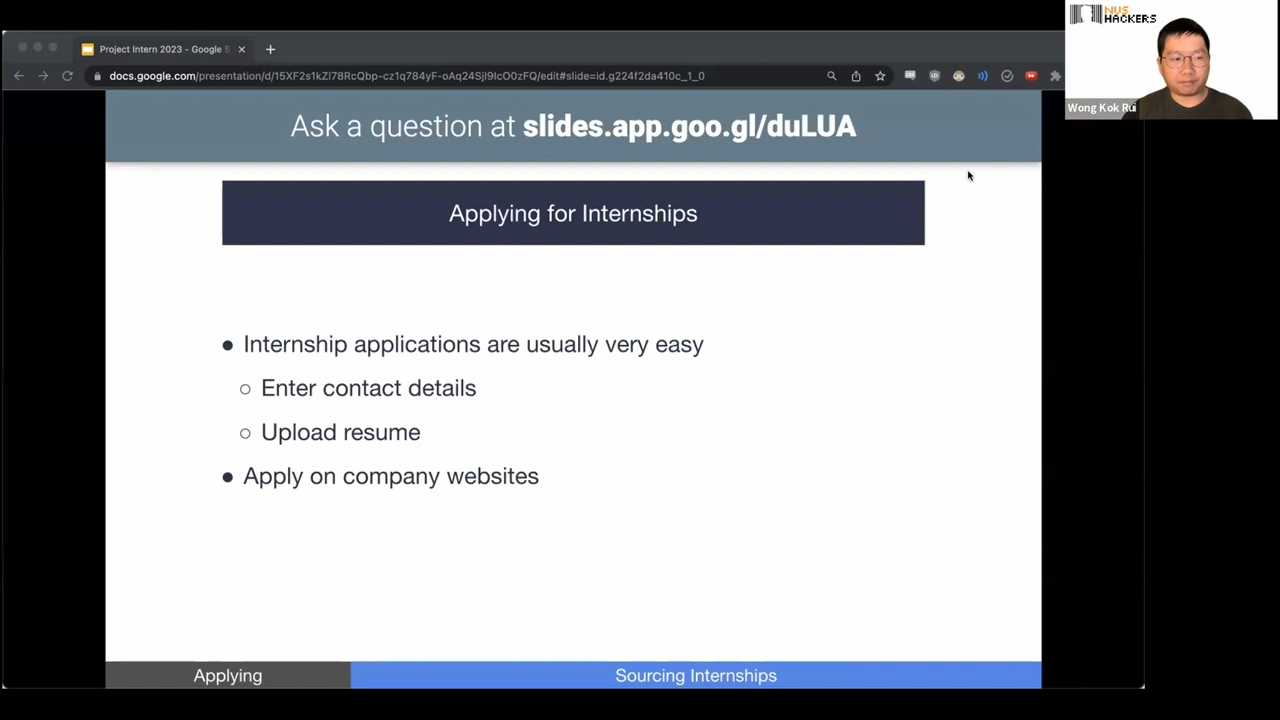 NUS
HACKERS
Project Intern 2023 - Google S
docs.google.com/presentation/d/15XF2s1kZl78RcQbp-cz1q784yF-oAq24SjI9IcO0zFQ/edit#slide=id.g224f2da410c_1_0
Wong Kok Rui
Ask a question at slides.app.goo.gl/duLUA
Applying for Internships
● Internship applications are usually very easy
○ Enter contact details
○ Upload resume
● Apply on company websites
Applying
Sourcing Internships